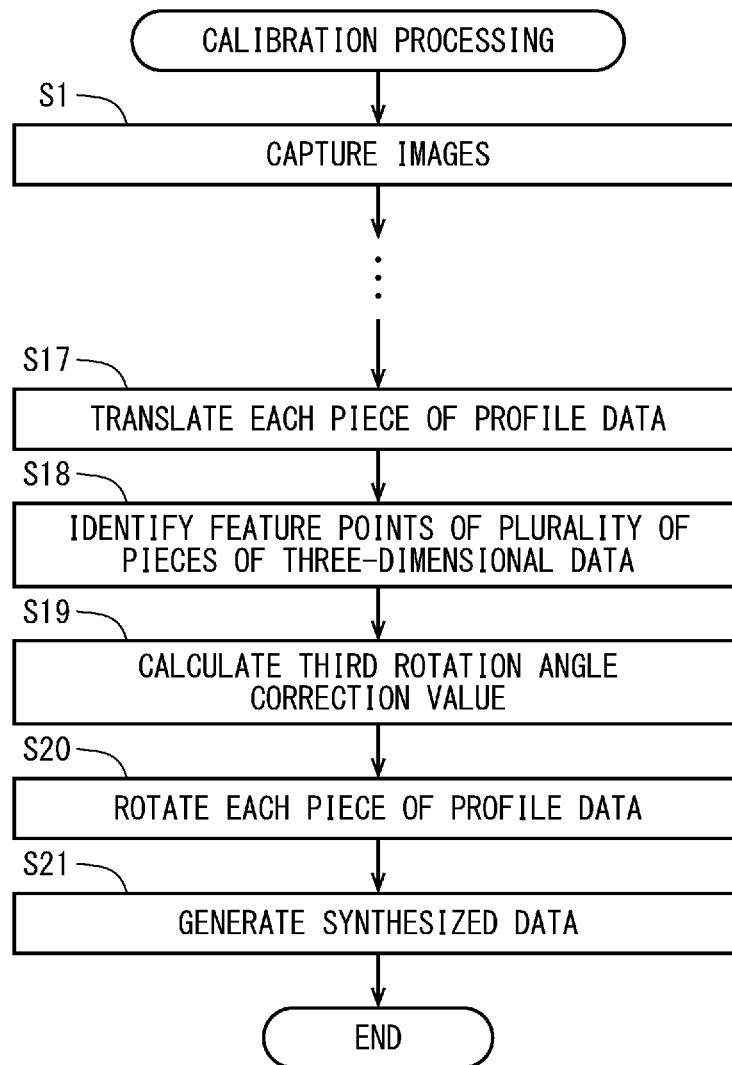 CALIBRATION PROCESSING
S1
CAPTURE IMAGES
S17
TRANSLATE EACH PIECE OF PROFILE DATA
S18
IDENTIFY FEATURE POINTS OF PLURALITY OF
PIECES OF THREE-DIMENSIONAL DATA
S19
CALCULATE THIRD ROTATION ANGLE
CORRECTION VALUE
S20
ROTATE EACH PIECE OF PROFILE DATA
S21
GENERATE SYNTHESIZED DATA
END